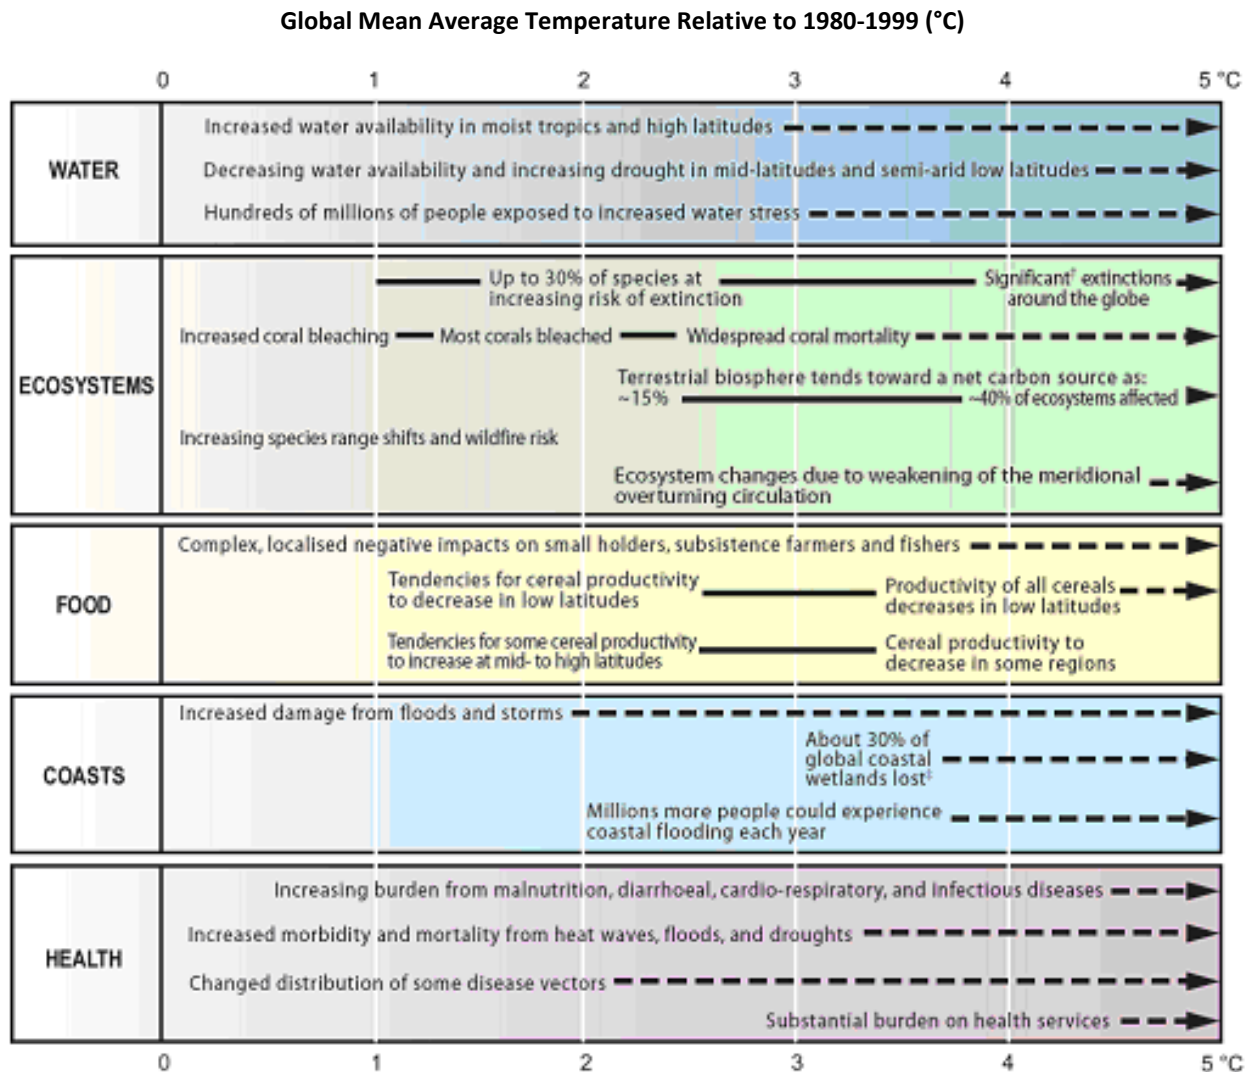 Global Mean Average Temperature Relative to 1980-1999 (°C)
0 1 2 3 4 5 °C
WATER
Increased water availability in moist tropics and high latitudes
Decreasing water availability and increasing drought in mid-latitudes and semi-arid low latitudes
Hundreds of millions of people exposed to increased water stress
ECOSYSTEMS
Up to 30% of species at
increasing risk of extinction
Significant† extinctions
around the globe
Increased coral bleaching Most corals bleached Widespread coral mortality
Terrestrial biosphere tends toward a net carbon source as:
~15% ~40% of ecosystems affected
Increasing species range shifts and wildfire risk
Ecosystem changes due to weakening of the meridional
overturning circulation
FOOD
Complex, localised negative impacts on small holders, subsistence farmers and fishers
Tendencies for cereal productivity
to decrease in low latitudes
Productivity of all cereals
decreases in low latitudes
Tendencies for some cereal productivity
to increase at mid- to high latitudes
Cereal productivity to
decrease in some regions
COASTS
Increased damage from floods and storms
About 30% of
global coastal
wetlands lost‡
Millions more people could experience
coastal flooding each year
HEALTH
Increasing burden from malnutrition, diarrhoeal, cardio-respiratory, and infectious diseases
Increased morbidity and mortality from heat waves, floods, and droughts
Changed distribution of some disease vectors
Substantial burden on health services
0 1 2 3 4 5 °C